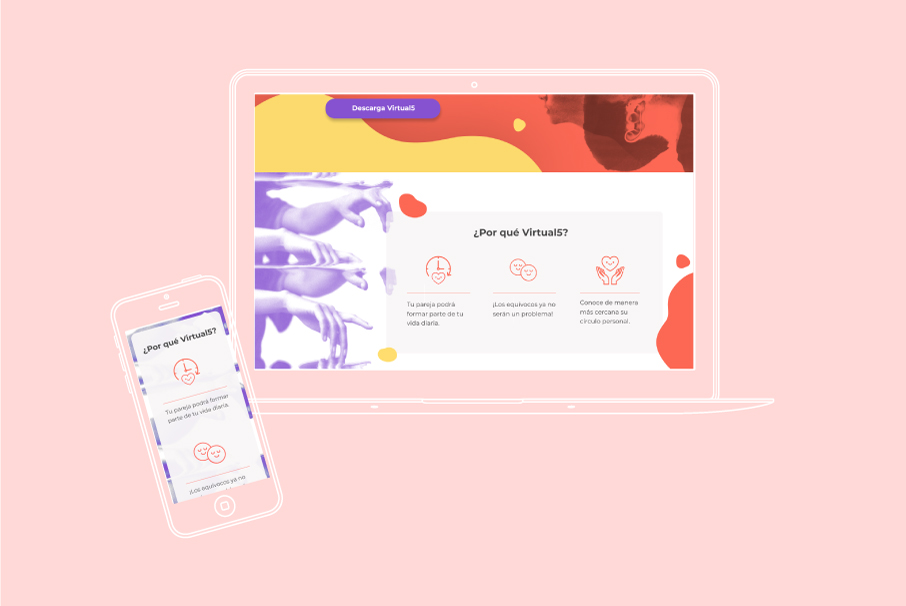 Descarga Virtual5
¿Por qué Virtual5?
Tu pareja podrá
formar parte de tu
vida diaria.
¡Los equivocos ya no
serán un problema!
Conoce de manera
más cercana su
círculo personal.
¿Por qué Virtual5?
Tu pareja podrá formar
parte de tu vida diaria.
¡Los equivocos ya no